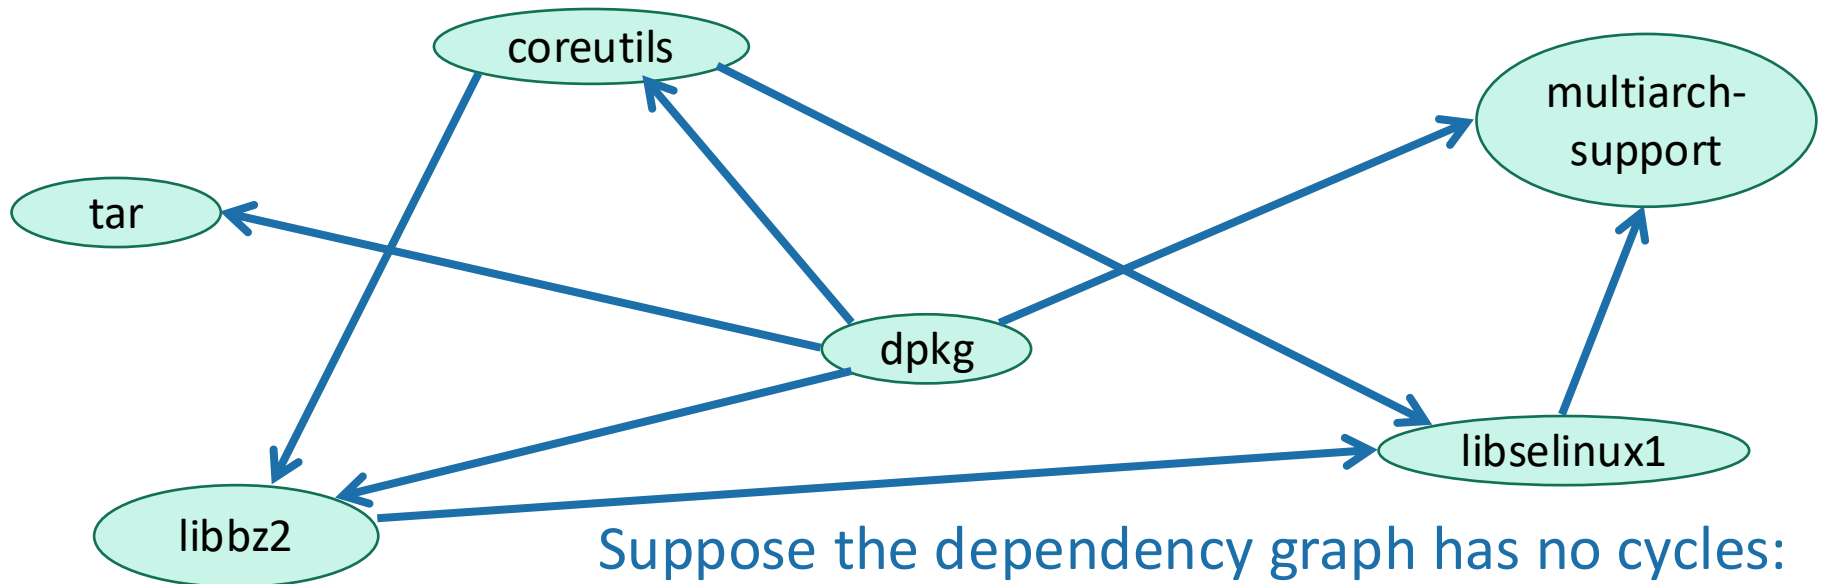 coreutils
multiarch-
support
tar
dpkg
libselinux1
libbz2
Suppose the dependency graph has no cycles: